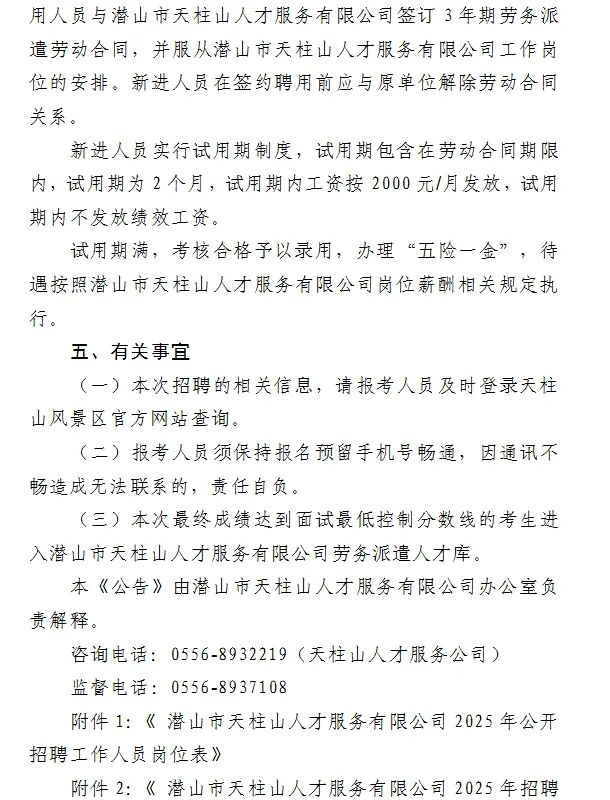 用人员与潜山市天柱山人才服务有限公司签订 3 年期劳务派
遣劳动合同，并服从潜山市天柱山人才服务有限公司工作岗
位的安排。新进人员在签约聘用前应与原单位解除劳动合同
关系。
新进人员实行试用期制度，试用期包含在劳动合同期限
内，试用期为 2 个月，试用期内工资按 2000 元/月发放，试用
期内不发放绩效工资。
试用期满，考核合格予以录用，办理“五险一金”，待
遇按照潜山市天柱山人才服务有限公司岗位薪酬相关规定执
行。
五、有关事宜
（一）本次招聘的相关信息，请报考人员及时登录天柱
山风景区官方网站查询。
（二）报考人员须保持报名预留手机号畅通，因通讯不
畅造成无法联系的，责任自负。
（三）本次最终成绩达到面试最低控制分数线的考生进
入潜山市天柱山人才服务有限公司劳务派遣人才库。
本《公告》由潜山市天柱山人才服务有限公司办公室负
责解释。
咨询电话：0556-8932219（天柱山人才服务公司）
监督电话：0556-8937108
附件 1：《 潜山市天柱山人才服务有限公司 2025 年公开
招聘工作人员岗位表》
附件 2：《 潜山市天柱山人才服务有限公司 2025 年招聘